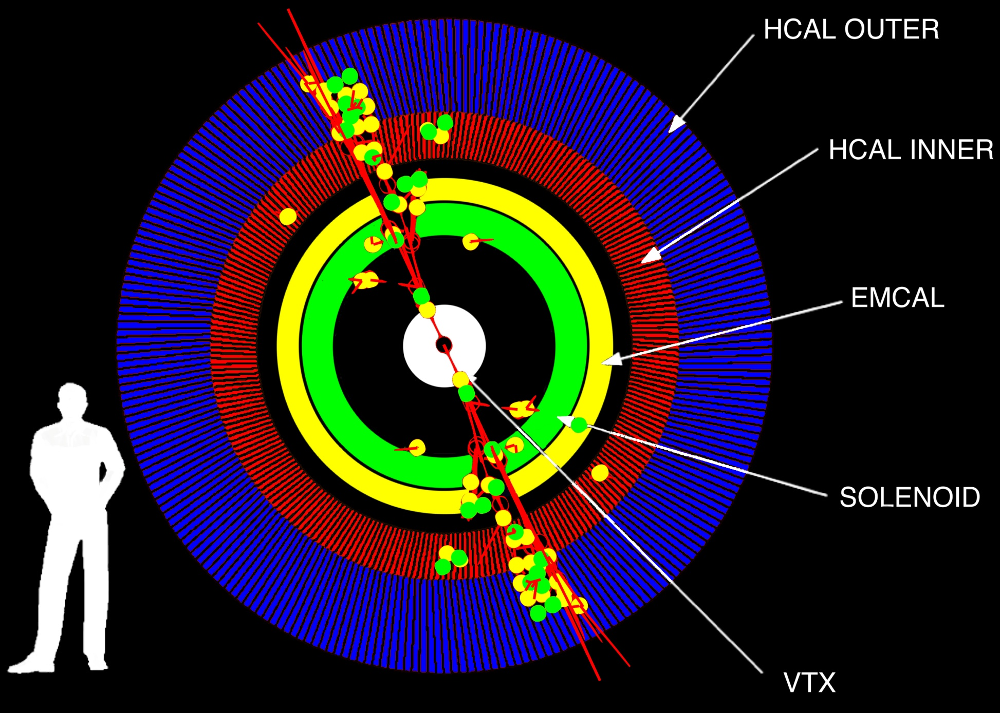 HCAL OUTER
HCAL INNER
EMCAL
SOLENOID
VTX